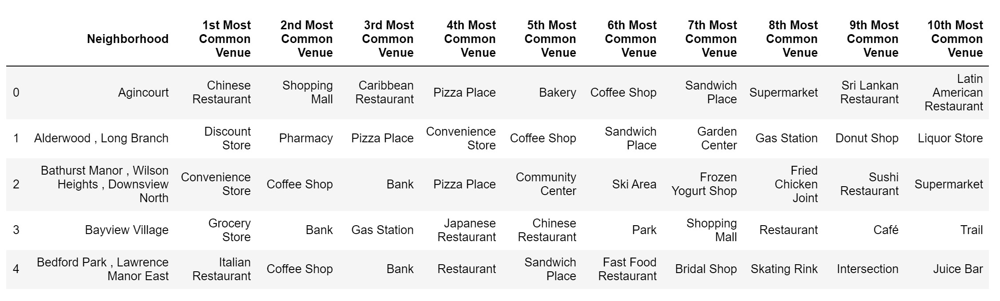 Neighborhood 1st Most Common Venue 2nd Most Common Venue 3rd Most Common Venue 4th Most Common Venue 5th Most Common Venue 6th Most Common Venue 7th Most Common Venue 8th Most Common Venue 9th Most Common Venue 10th Most Common Venue
0 Agincourt Chinese Restaurant Shopping Mall Caribbean Restaurant Pizza Place Bakery Coffee Shop Sandwich Place Supermarket Sri Lankan Restaurant Latin American Restaurant
1 Alderwood , Long Branch Discount Store Pharmacy Pizza Place Convenience Store Coffee Shop Sandwich Place Garden Center Gas Station Donut Shop Liquor Store
2 Bathurst Manor , Wilson Heights , Downsview North Convenience Store Coffee Shop Bank Pizza Place Community Center Ski Area Frozen Yogurt Shop Fried Chicken Joint Sushi Restaurant Supermarket
3 Bayview Village Grocery Store Bank Gas Station Japanese Restaurant Chinese Restaurant Park Shopping Mall Restaurant Café Trail
4 Bedford Park , Lawrence Manor East Italian Restaurant Coffee Shop Bank Restaurant Sandwich Place Fast Food Restaurant Bridal Shop Skating Rink Intersection Juice Bar